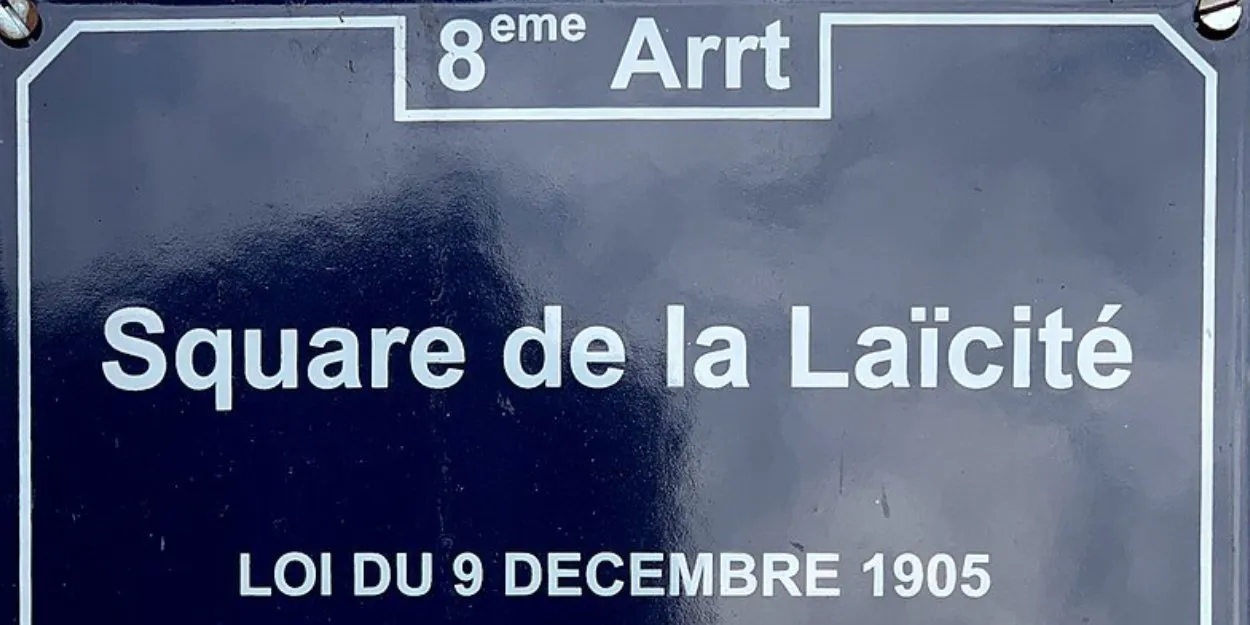 8eme Arrt
Square de la Laïcité
LOI DU 9 DECEMBRE 1905